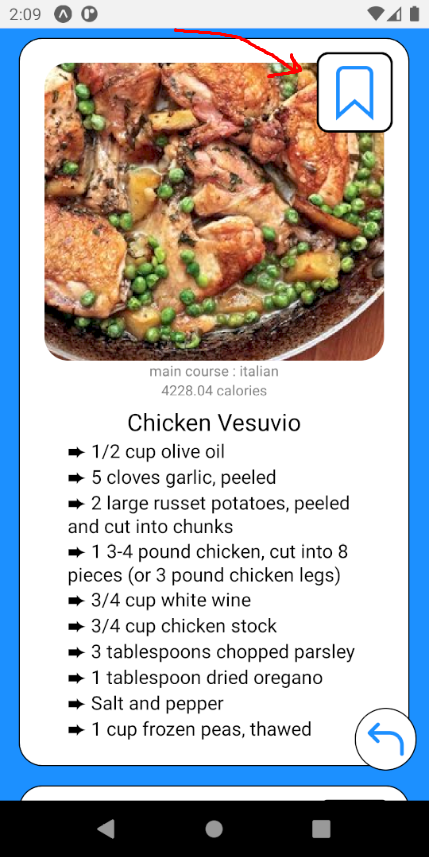 2:09
main course : italian
4228.04 calories
Chicken Vesuvio
➨ 1/2 cup olive oil
➨ 5 cloves garlic, peeled
➨ 2 large russet potatoes, peeled
and cut into chunks
➨ 1 3-4 pound chicken, cut into 8
pieces (or 3 pound chicken legs)
➨ 3/4 cup white wine
➨ 3/4 cup chicken stock
➨ 3 tablespoons chopped parsley
➨ 1 tablespoon dried oregano
➨ Salt and pepper
➨ 1 cup frozen peas, thawed